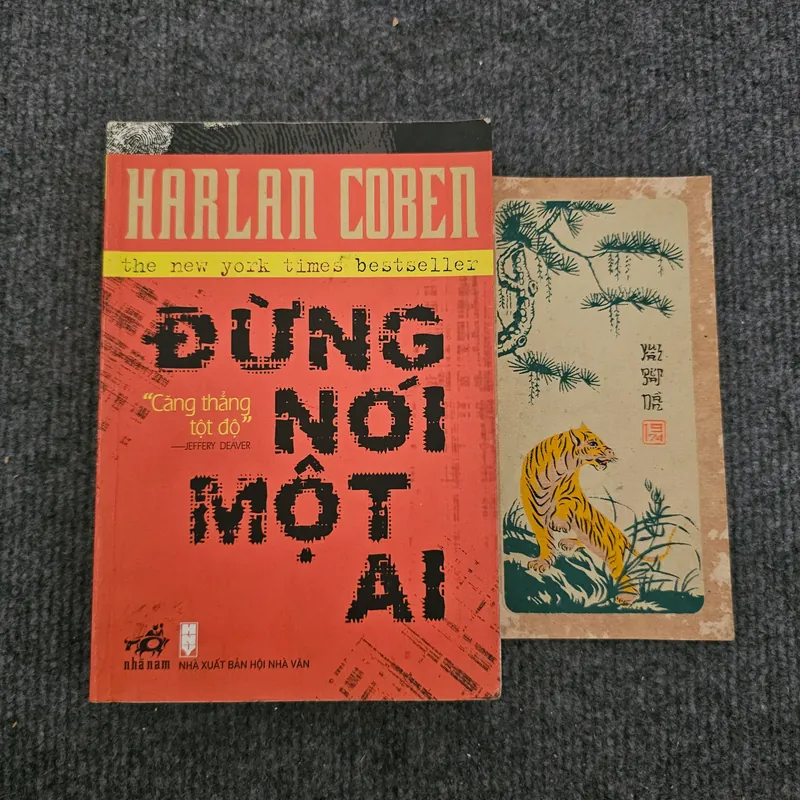 HARLAN COBEN
the new york times bestseller
ĐỪNG
NÓI
MỘT
AI
“Căng thẳng
tột độ”
—JEFFERY DEAVER
nhã nam
NHÀ XUẤT BẢN HỘI NHÀ VĂN
1974